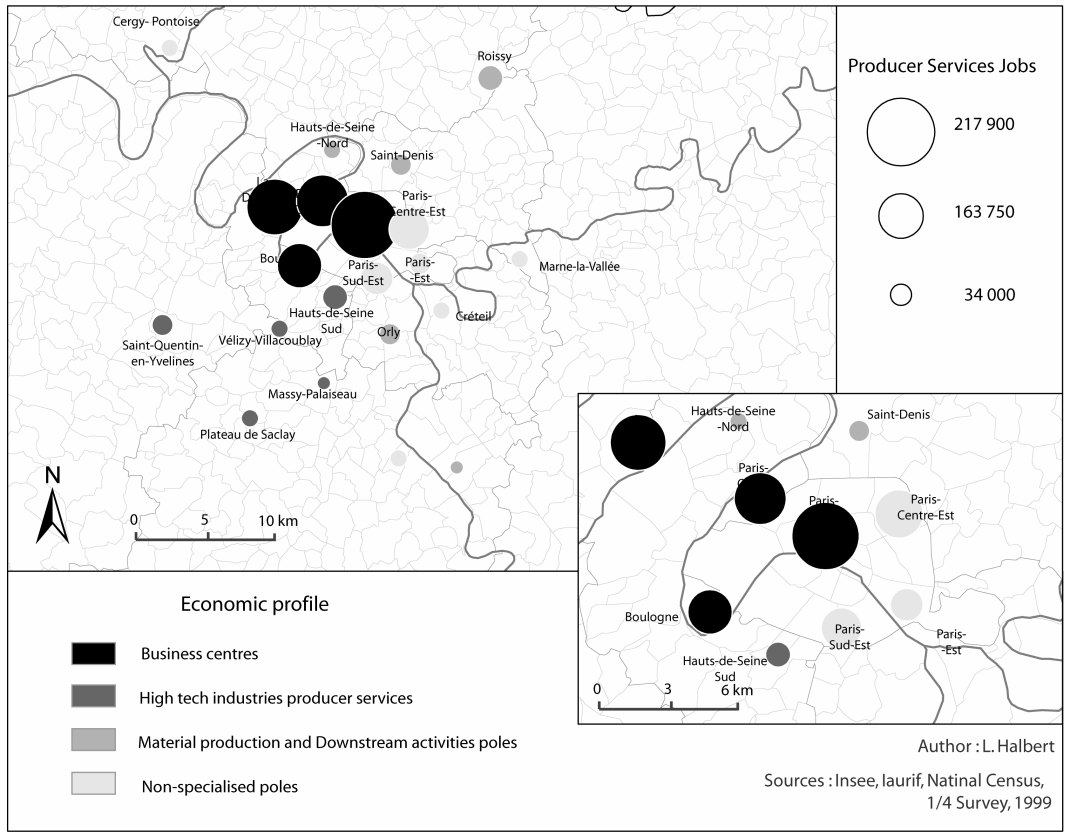 Cergy- Pontoise
Roissy
Hauts-de-Seine
-Nord
Saint-Denis
Paris-
Centre-Est
Bou
Paris-
Sud-Est
Paris-
-Est
Marne-la-Vallée
Hauts-de-Seine
Sud
Créteil
Orly
Vélizy-Villacoublay
Saint-Quentin-
en-Yvelines
Massy-Palaiseau
Plateau de Saclay
N
0 5 10 km
Producer Services Jobs
217 900
163 750
34 000
Hauts-de-Seine
-Nord
Saint-Denis
Paris-
Paris-
Paris-
Centre-Est
Boulogne
Paris-
Sud-Est
Paris-
-Est
Hauts-de-Seine
Sud
0 3 6 km
Economic profile
Business centres
High tech industries producer services
Material production and Downstream activities poles
Non-specialised poles
Author : L. Halbert
Sources : Insee, Iaurif, Natinal Census,
1/4 Survey, 1999